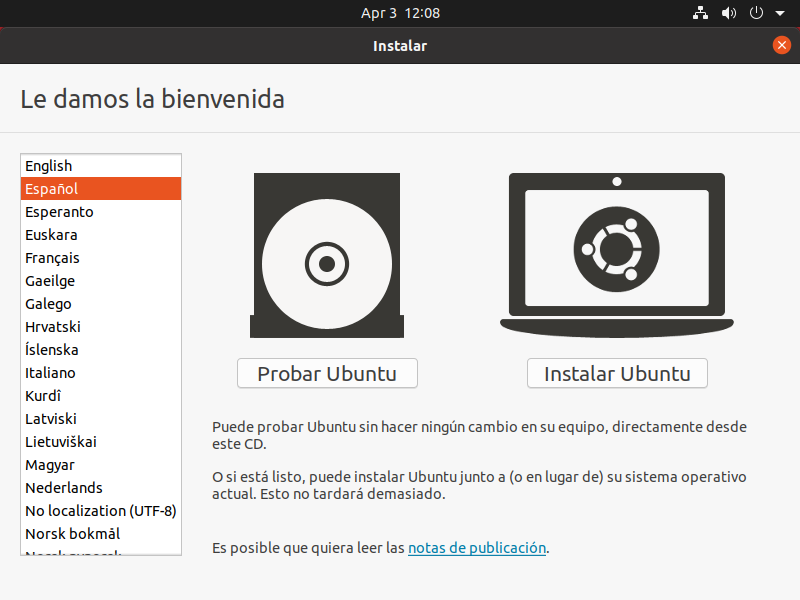 Apr 3 12:08
Instalar
Le damos la bienvenida
English
Español
Esperanto
Euskara
Français
Gaeilge
Galego
Hrvatski
Íslenska
Italiano
Kurdî
Latviski
Lietuviškai
Magyar
Nederlands
No localization (UTF-8)
Norsk bokmål
Probar Ubuntu
Instalar Ubuntu
Puede probar Ubuntu sin hacer ningún cambio en su equipo, directamente desde
este CD.
O si está listo, puede instalar Ubuntu junto a (o en lugar de) su sistema operativo
actual. Esto no tardará demasiado.
Es posible que quiera leer las notas de publicación.